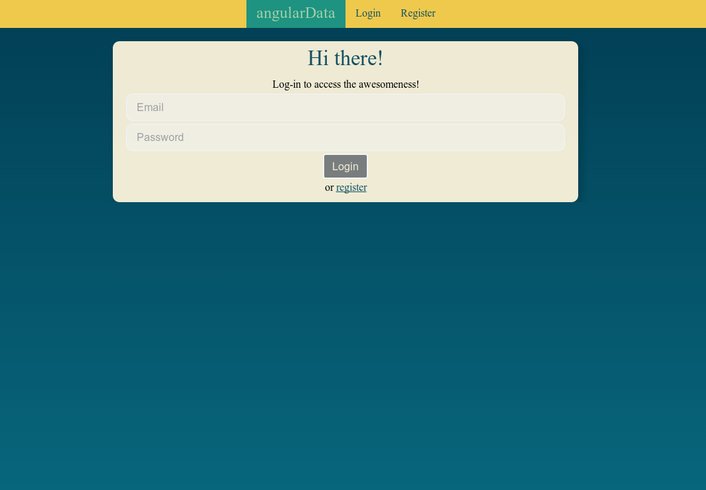 angularData Login Register
Hi there!
Log-in to access the awesomeness!
Email
Password
Login
or register